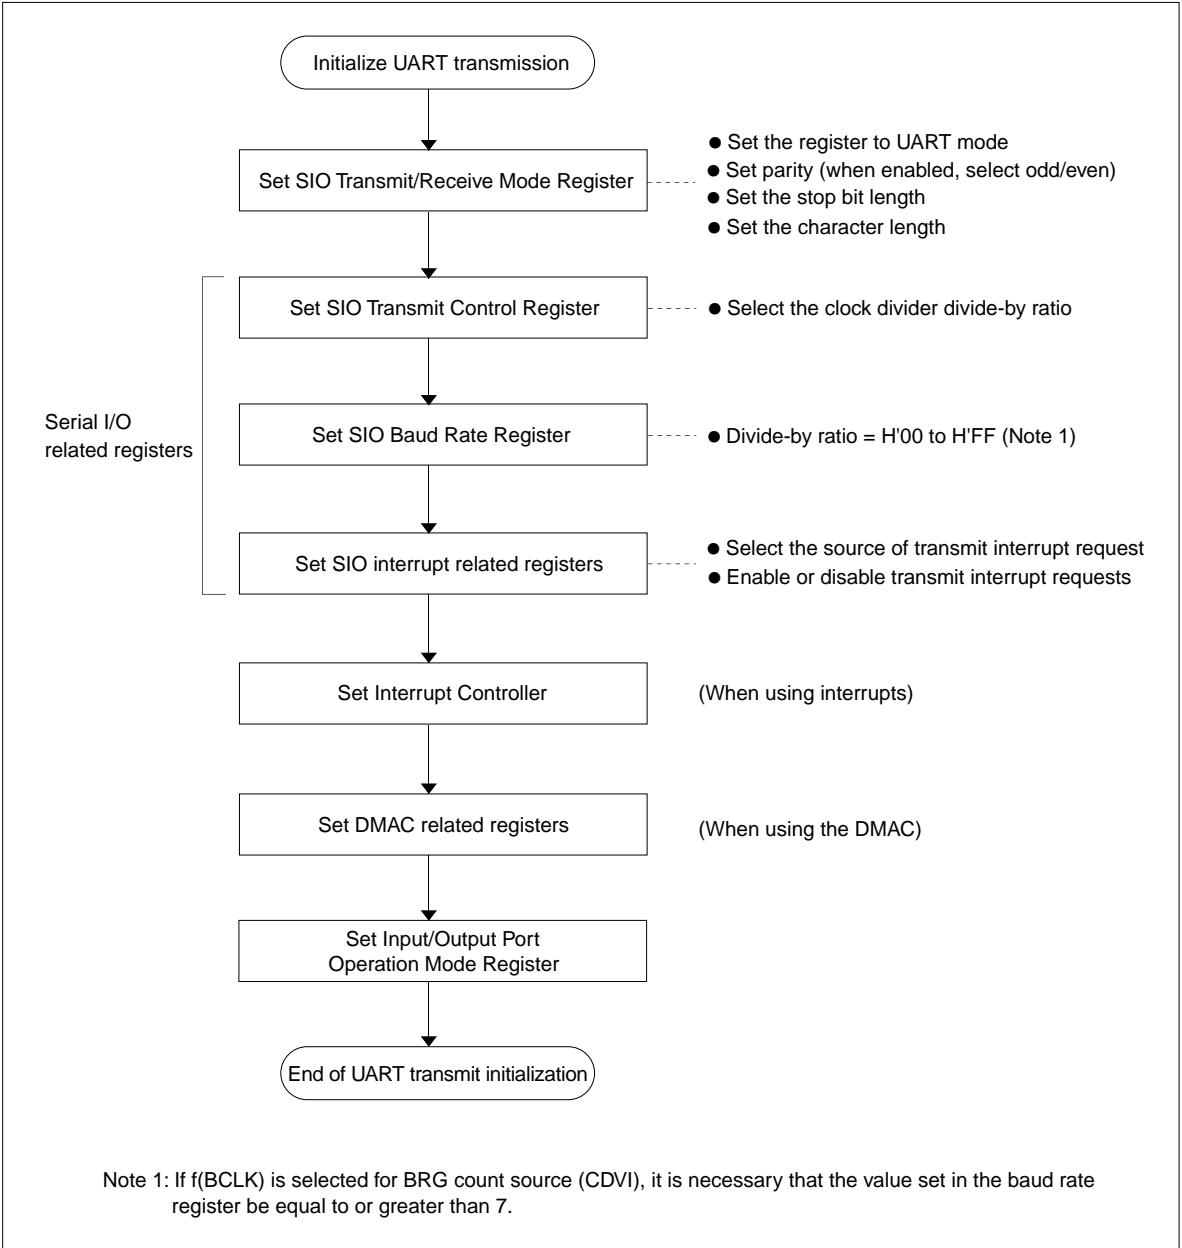 Initialize UART transmission
Set SIO Transmit/Receive Mode Register
● Set the register to UART mode
● Set parity (when enabled, select odd/even)
● Set the stop bit length
● Set the character length
Serial I/O
related registers
Set SIO Transmit Control Register
● Select the clock divider divide-by ratio
Set SIO Baud Rate Register
● Divide-by ratio = H'00 to H'FF (Note 1)
Set SIO interrupt related registers
● Select the source of transmit interrupt request
● Enable or disable transmit interrupt requests
Set Interrupt Controller
(When using interrupts)
Set DMAC related registers
(When using the DMAC)
Set Input/Output Port
Operation Mode Register
End of UART transmit initialization
Note 1: If f(BCLK) is selected for BRG count source (CDVI), it is necessary that the value set in the baud rate
register be equal to or greater than 7.